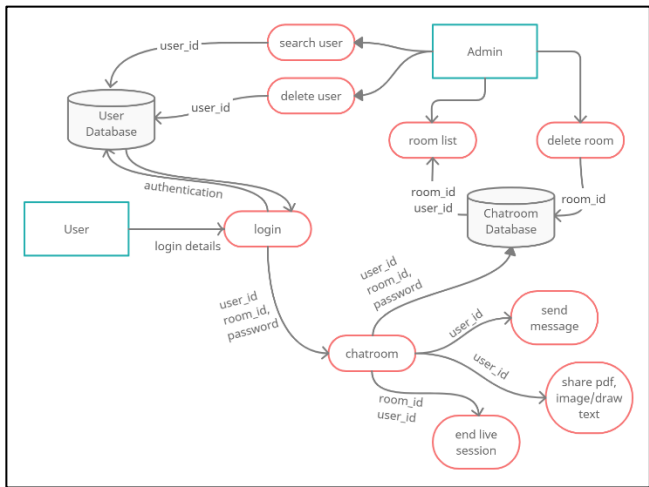 user_id
search user
Admin
user_id
delete user
User
Database
room list
delete room
authentication
room_id
user_id
room_id
Chatroom
Database
User
login details
login
user_id
room_id,
password
user_id
room_id,
password
chatroom
user_id
send
message
user_id
share pdf,
image/draw
text
room_id
user_id
end live
session